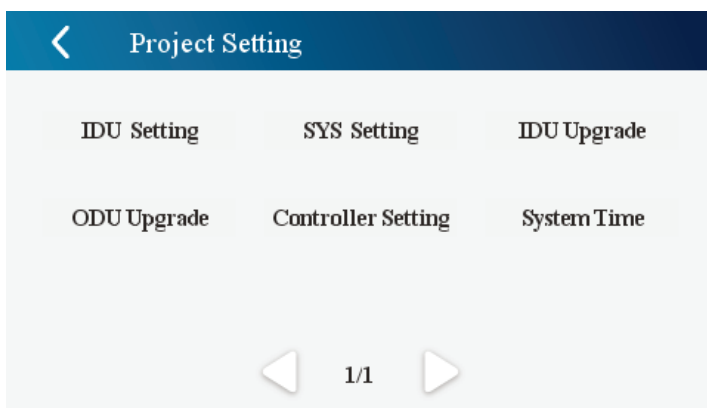 Project Setting
IDU Setting SYS Setting IDU Upgrade
ODU Upgrade Controller Setting System Time
1/1